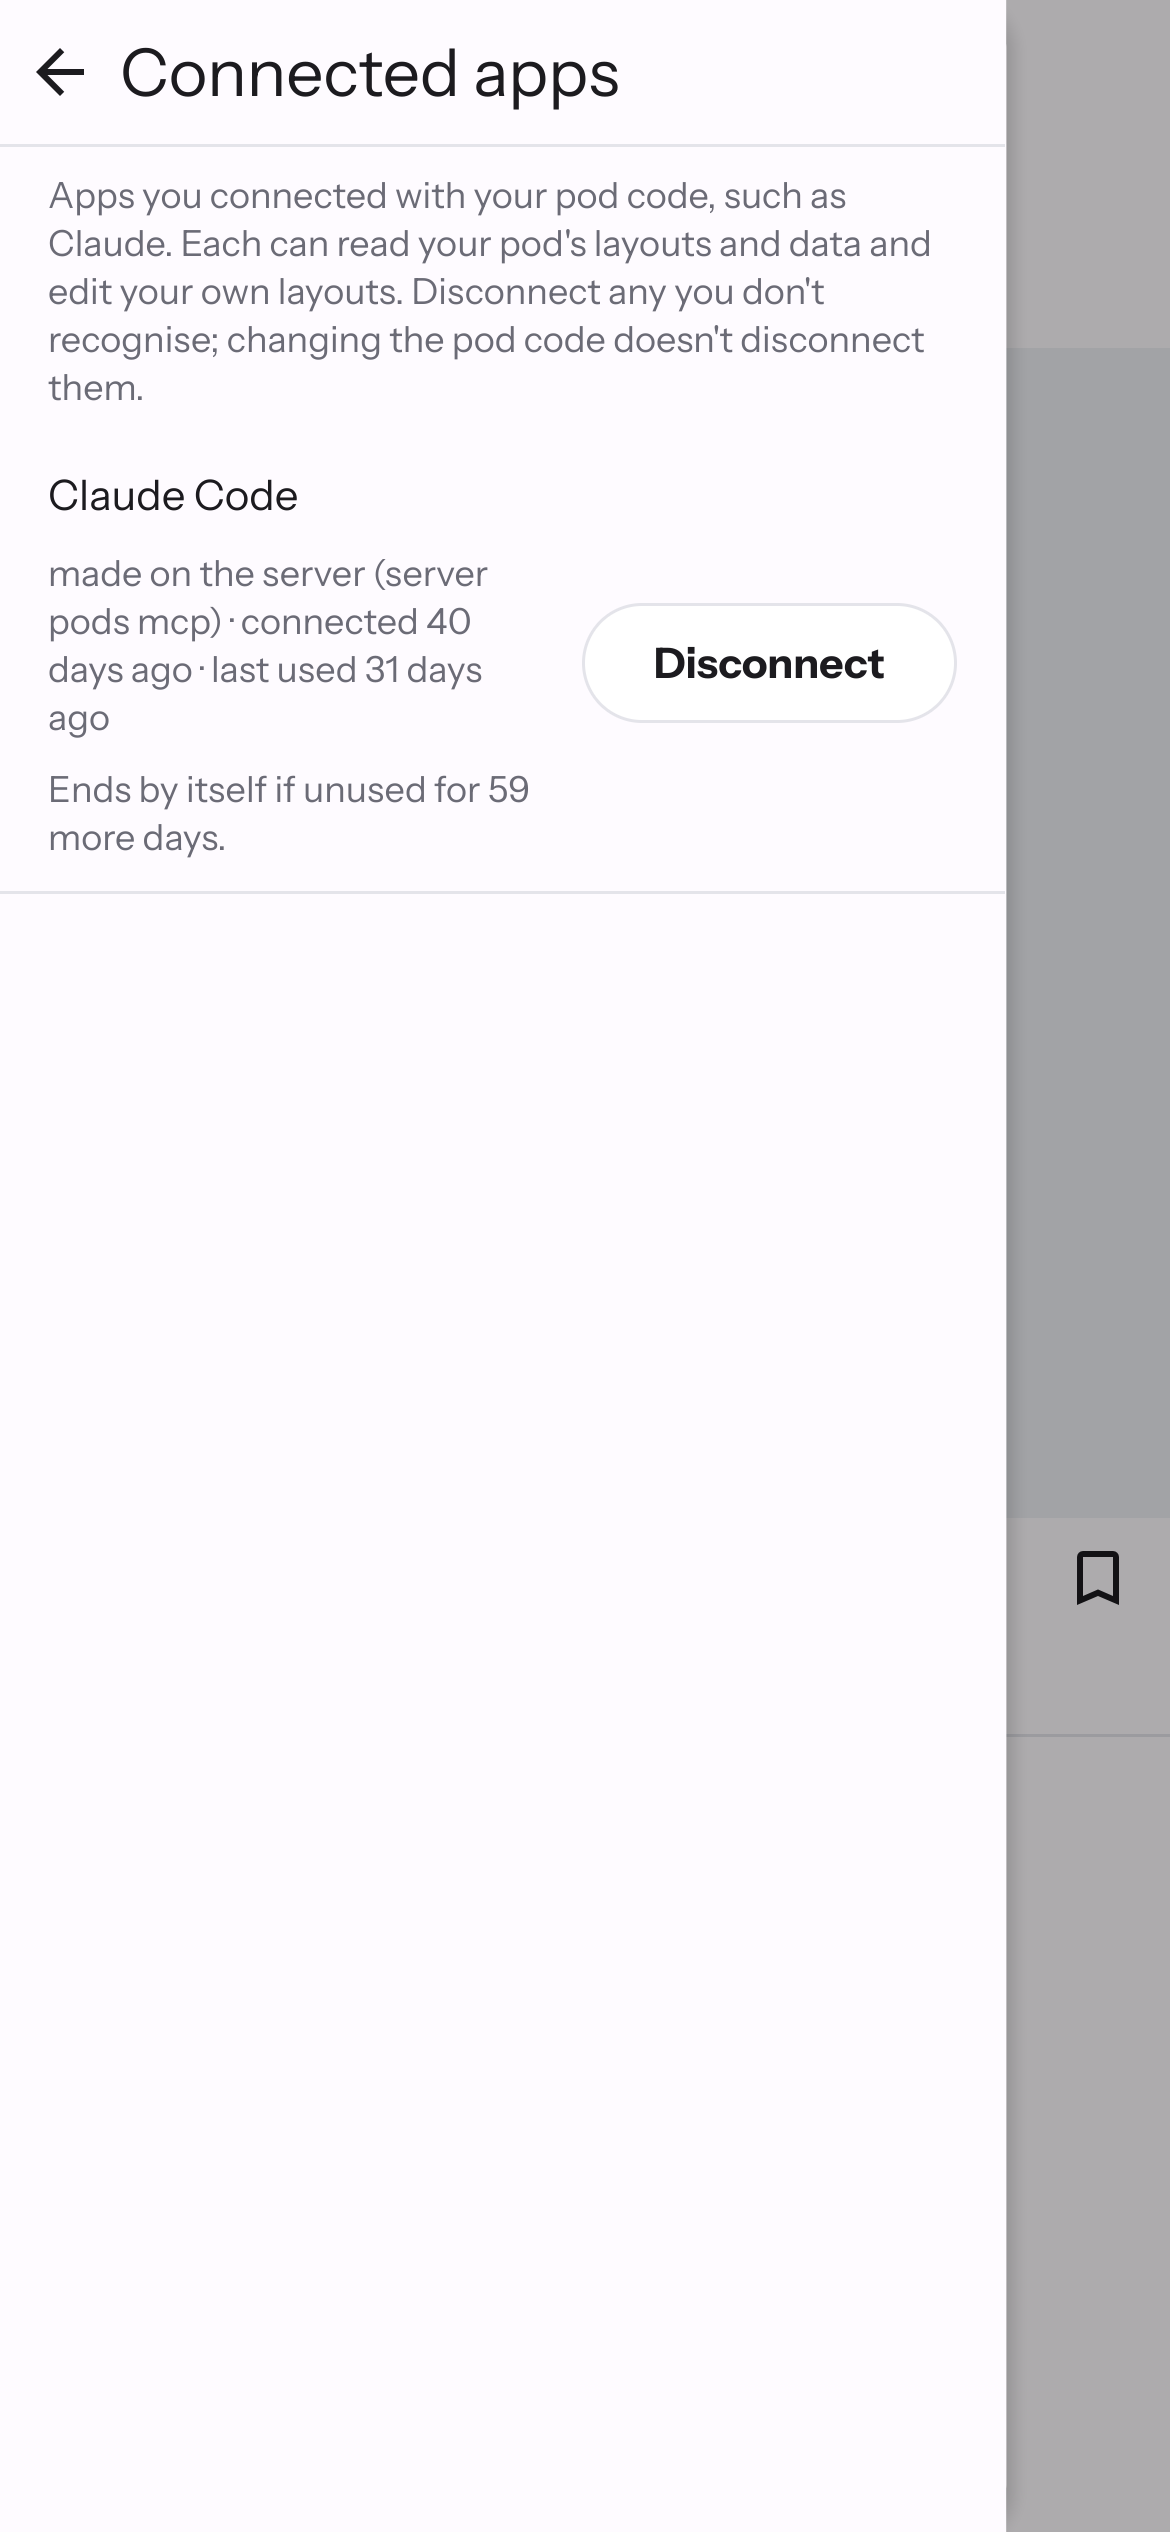 Connected apps
Apps you connected with your pod code, such as
Claude. Each can read your pod's layouts and data and
edit your own layouts. Disconnect any you don't
recognise; changing the pod code doesn't disconnect
them.
Claude Code
made on the server (server
pods mcp) · connected 40
days ago · last used 31 days
ago
Disconnect
Ends by itself if unused for 59
more days.